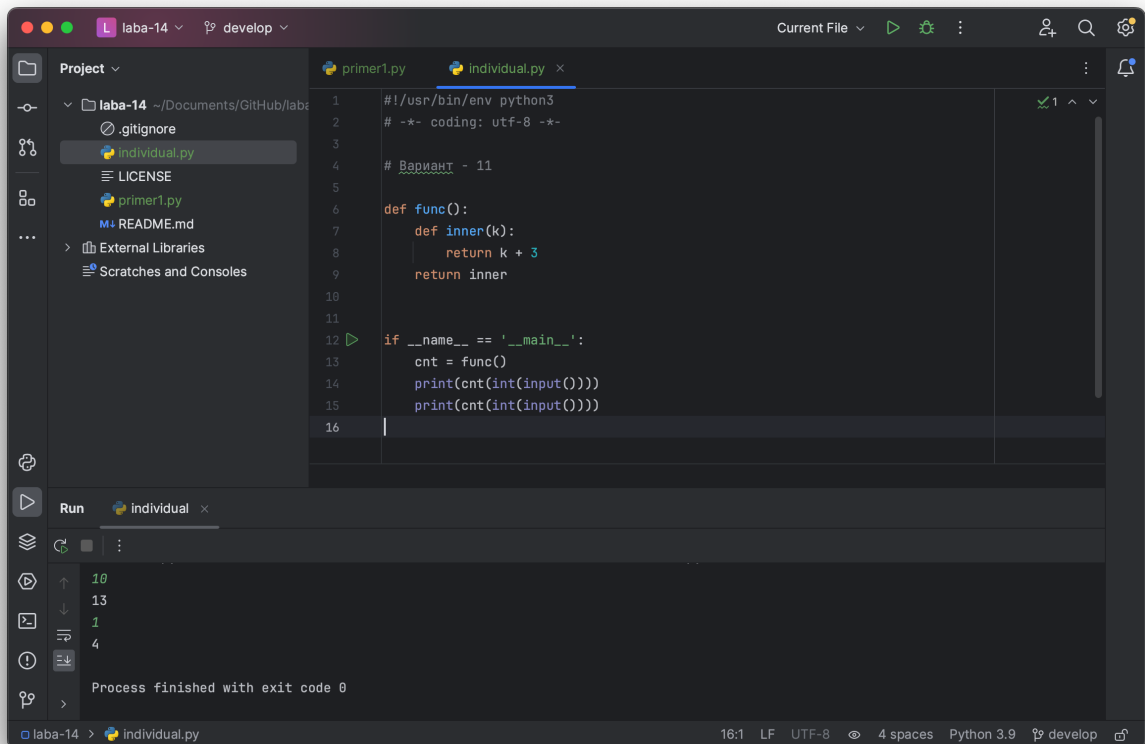 L laba-14 develop Current File
Project
primer1.py individual.py
laba-14 ~/Documents/GitHub/laba
.gitignore
individual.py
LICENSE
primer1.py
M↓ README.md
External Libraries
Scratches and Consoles
1 #!/usr/bin/env python3
2 # -*- coding: utf-8 -*-
3
4 # Вариант - 11
5
6 def func():
7 def inner(k):
8 return k + 3
9 return inner
10
11
12 if __name__ == '__main__':
13 cnt = func()
14 print(cnt(int(input())))
15 print(cnt(int(input())))
16
1
Run individual
10
13
1
4
Process finished with exit code 0
laba-14 > individual.py 16:1 LF UTF-8 4 spaces Python 3.9 develop